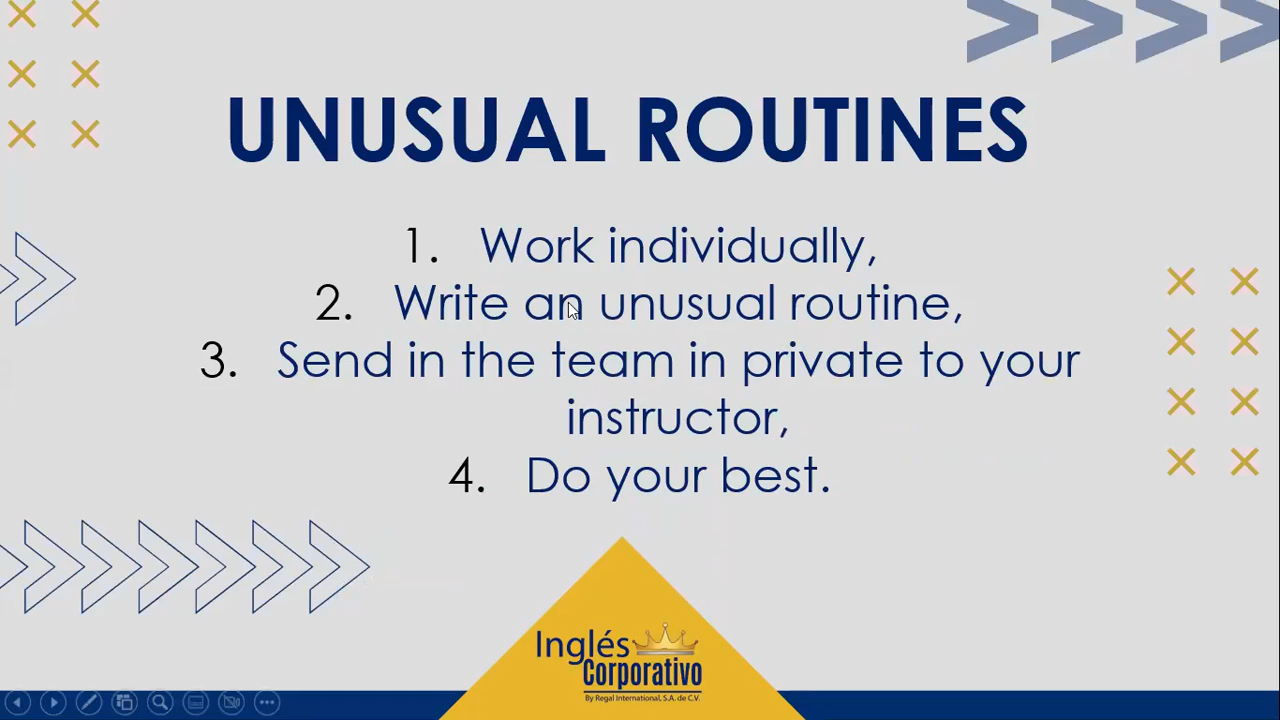 UNUSUAL ROUTINES
1. Work individually,
2. Write an unusual routine,
3. Send in the team in private to your
instructor,
4. Do your best.
Inglés
Corporativo
By Regal International, S.A. de C.V.